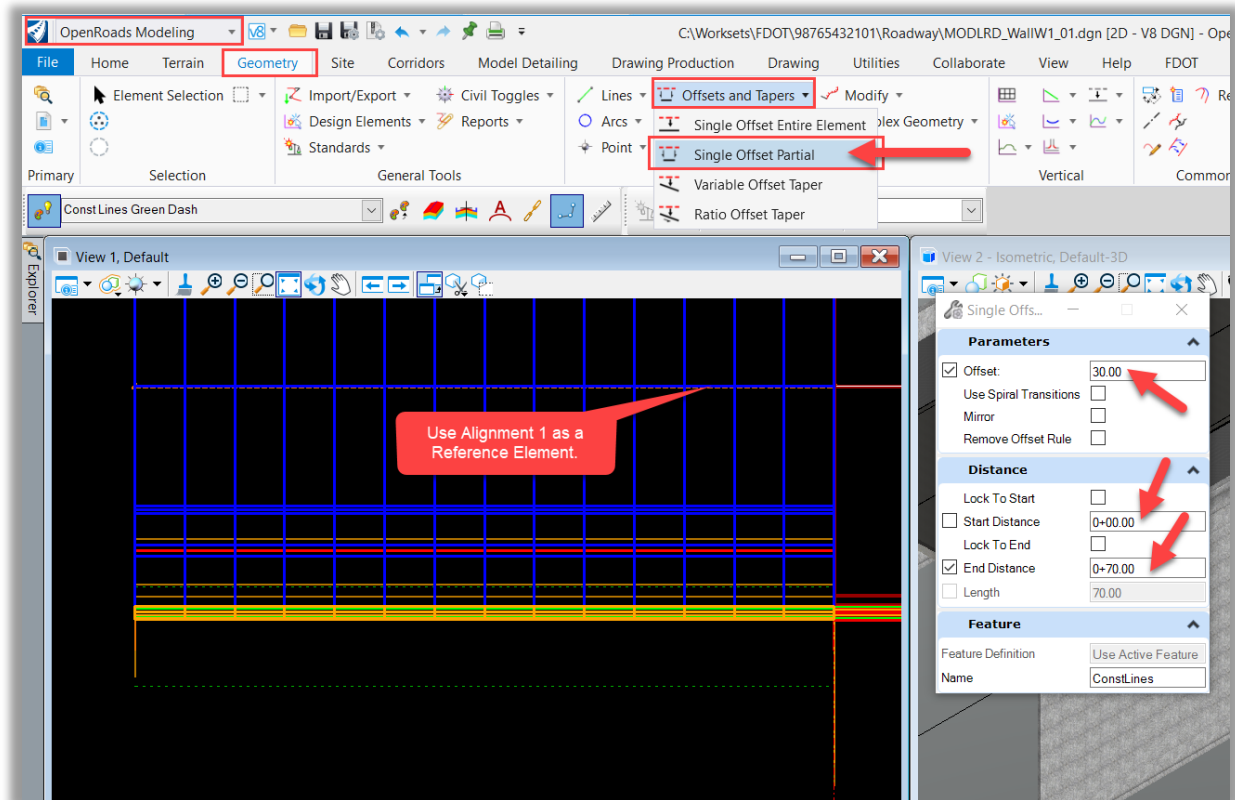 OpenRoads Modeling
V8
C:\Worksets\FDOT\98765432101\Roadway\MODLRD_WallW1_01.dgn [2D - V8 DGN] - Ope
File Home Terrain Geometry Site Corridors Model Detailing Drawing Production Drawing Utilities Collaborate View Help FDOT
Element Selection Import/Export Civil Toggles Lines Offsets and Tapers Modify Re
Design Elements Reports Arcs Single Offset Entire Element plex Geometry
Standards Point Single Offset Partial
Variable Offset Taper
Ratio Offset Taper
Primary Selection General Tools Vertical Common
Const Lines Green Dash
Explorer
View 1, Default
View 2 - Isometric, Default-3D
Use Alignment 1 as a
Reference Element.
Single Offs...
Parameters
Offset: 30.00
Use Spiral Transitions
Mirror
Remove Offset Rule
Distance
Lock To Start
Start Distance 0+00.00
Lock To End
End Distance 0+70.00
Length 70.00
Feature
Feature Definition Use Active Feature
Name ConstLines